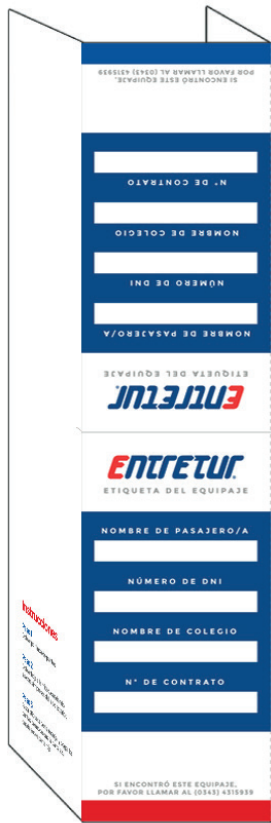 SI ENCONTRÓ ESTE EQUIPAJE,
POR FAVOR LLAMAR AL (0343) 4315939
N° DE CONTRATO
NOMBRE DE COLEGIO
NÚMERO DE DNI
NOMBRE DE PASAJERO/A
ETIQUETA DEL EQUIPAJE
ENTRETUR.
ENTRETUR.
ETIQUETA DEL EQUIPAJE
NOMBRE DE PASAJERO/A
NÚMERO DE DNI
NOMBRE DE COLEGIO
N° DE CONTRATO
SI ENCONTRÓ ESTE EQUIPAJE,
POR FAVOR LLAMAR AL (0343) 4315939
Instrucciones
Paso 1
Paso 2
Paso 3